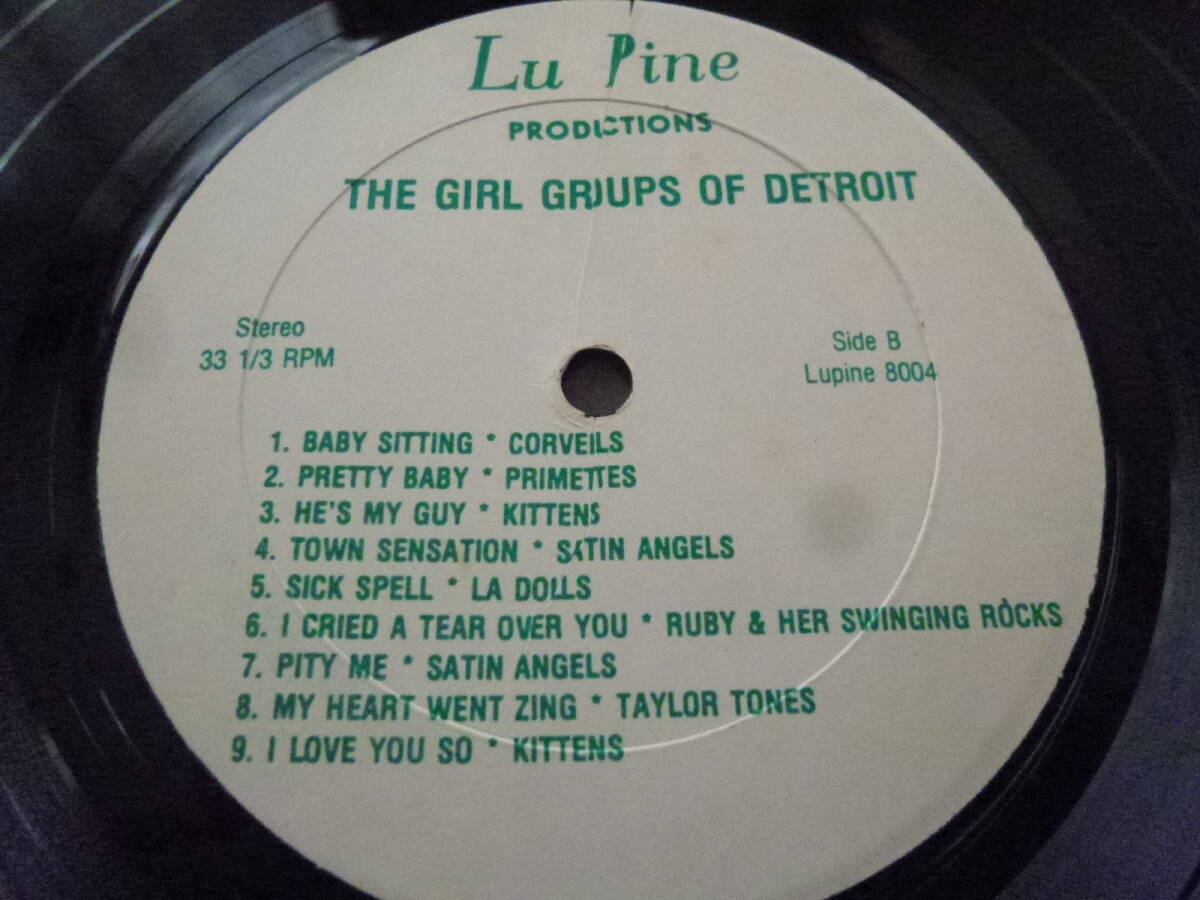 Lu Pine
PRODUCTIONS
THE GIRL GROUPS OF DETROIT
Stereo
33 1/3 RPM
Side B
Lupine 8004
1. BABY SITTING * CORVEILS
2. PRETTY BABY * PRIMETTES
3. HE'S MY GUY * KITTENS
4. TOWN SENSATION * SATIN ANGELS
5. SICK SPELL * LA DOLLS
6. I CRIED A TEAR OVER YOU * RUBY & HER SWINGING ROCKS
7. PITY ME * SATIN ANGELS
8. MY HEART WENT ZING * TAYLOR TONES
9. I LOVE YOU SO * KITTENS